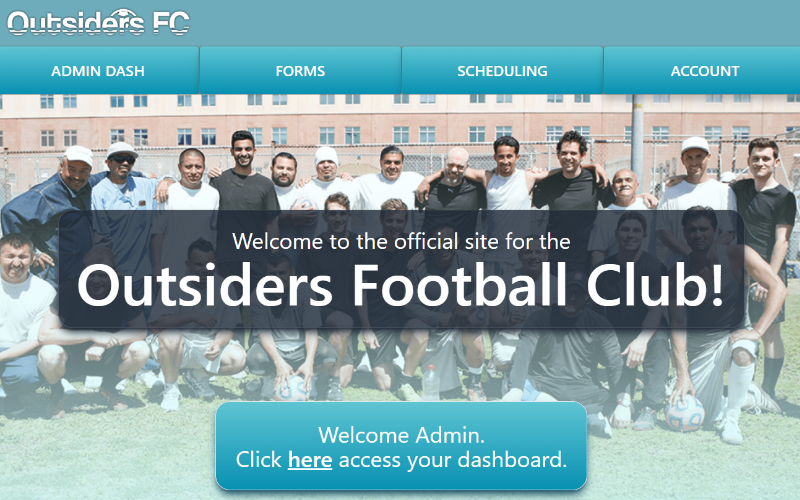 Outsiders FC
ADMIN DASH
FORMS
SCHEDULING
ACCOUNT
Welcome to the official site for the
Outsiders Football Club!
Welcome Admin.
Click here access your dashboard.